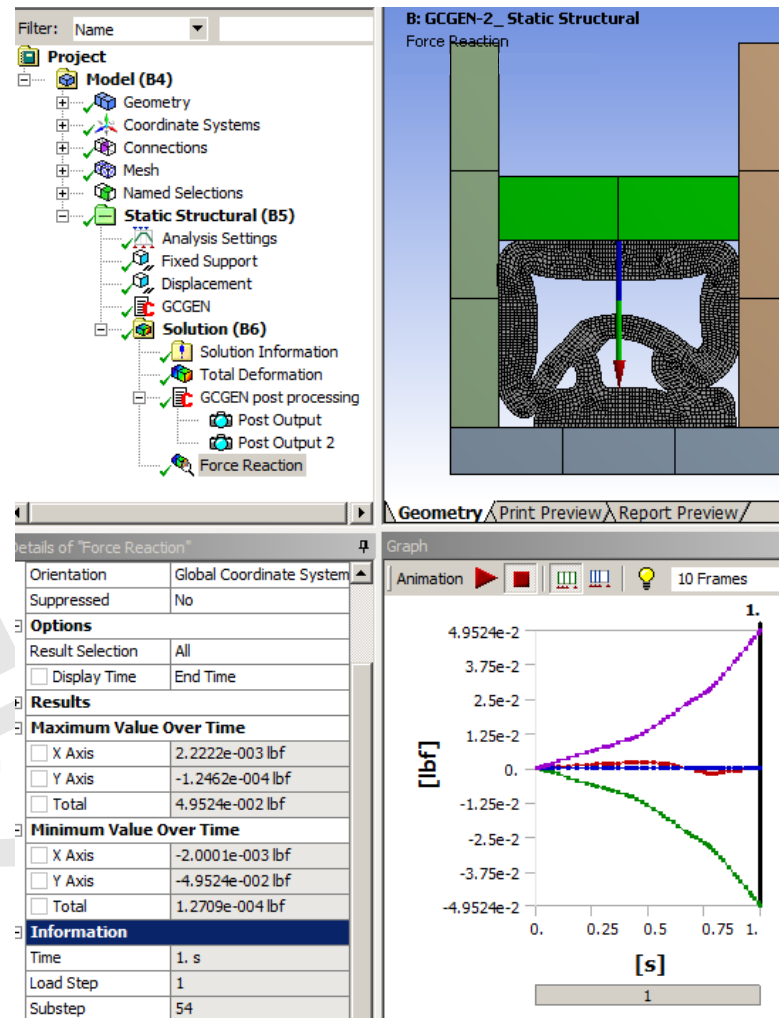 Filter: Name
Project
Model (B4)
Geometry
Coordinate Systems
Connections
Mesh
Named Selections
Static Structural (B5)
Analysis Settings
Fixed Support
Displacement
GCGEN
Solution (B6)
Solution Information
Total Deformation
GCGEN post processing
Post Output
Post Output 2
Force Reaction
B: GCGEN-2_ Static Structural
Force Reaction
Geometry Print Preview Report Preview
Details of "Force Reaction"
Orientation Global Coordinate System
Suppressed No
Options
Result Selection All
Display Time End Time
Results
Maximum Value Over Time
X Axis 2.2222e-003 lbf
Y Axis -1.2462e-004 lbf
Total 4.9524e-002 lbf
Minimum Value Over Time
X Axis -2.0001e-003 lbf
Y Axis -4.9524e-002 lbf
Total 1.2709e-004 lbf
Information
Time 1. s
Load Step 1
Substep 54
Graph
Animation 10 Frames
1.
4.9524e-2
3.75e-2
2.5e-2
1.25e-2
0.
-1.25e-2
-2.5e-2
-3.75e-2
-4.9524e-2
[lbf]
0. 0.25 0.5 0.75 1.
[s]
1